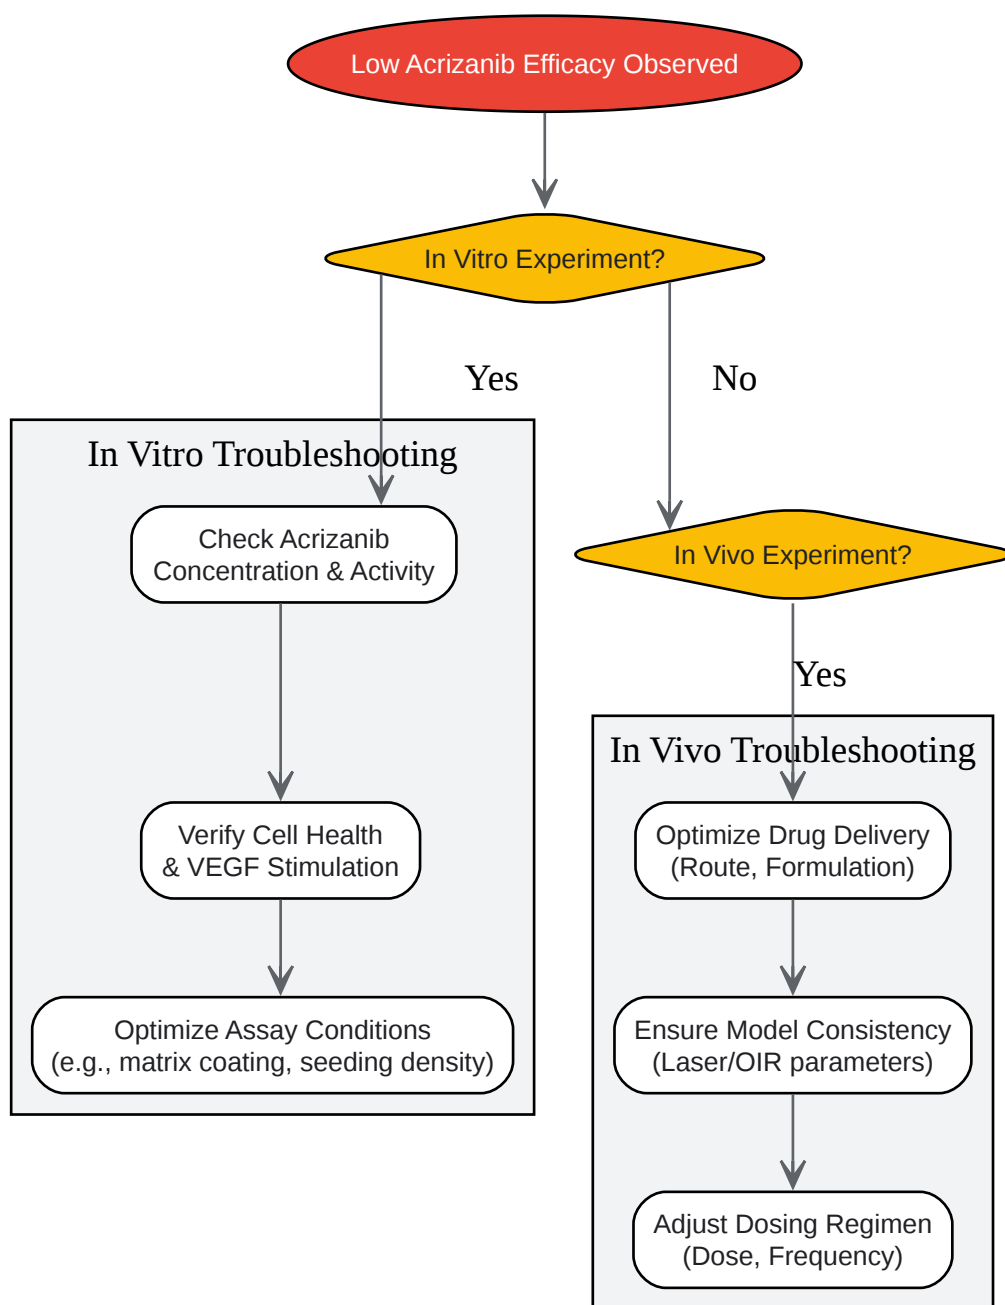 Low Acrizanib Efficacy Observed
In Vitro Experiment?
Yes
No
In Vitro Troubleshooting
Check Acrizanib
Concentration & Activity
In Vivo Experiment?
Yes
In Vivo Troubleshooting
Verify Cell Health
& VEGF Stimulation
Optimize Drug Delivery
(Route, Formulation)
Optimize Assay Conditions
(e.g., matrix coating, seeding density)
Ensure Model Consistency
(Laser/OIR parameters)
Adjust Dosing Regimen
(Dose, Frequency)